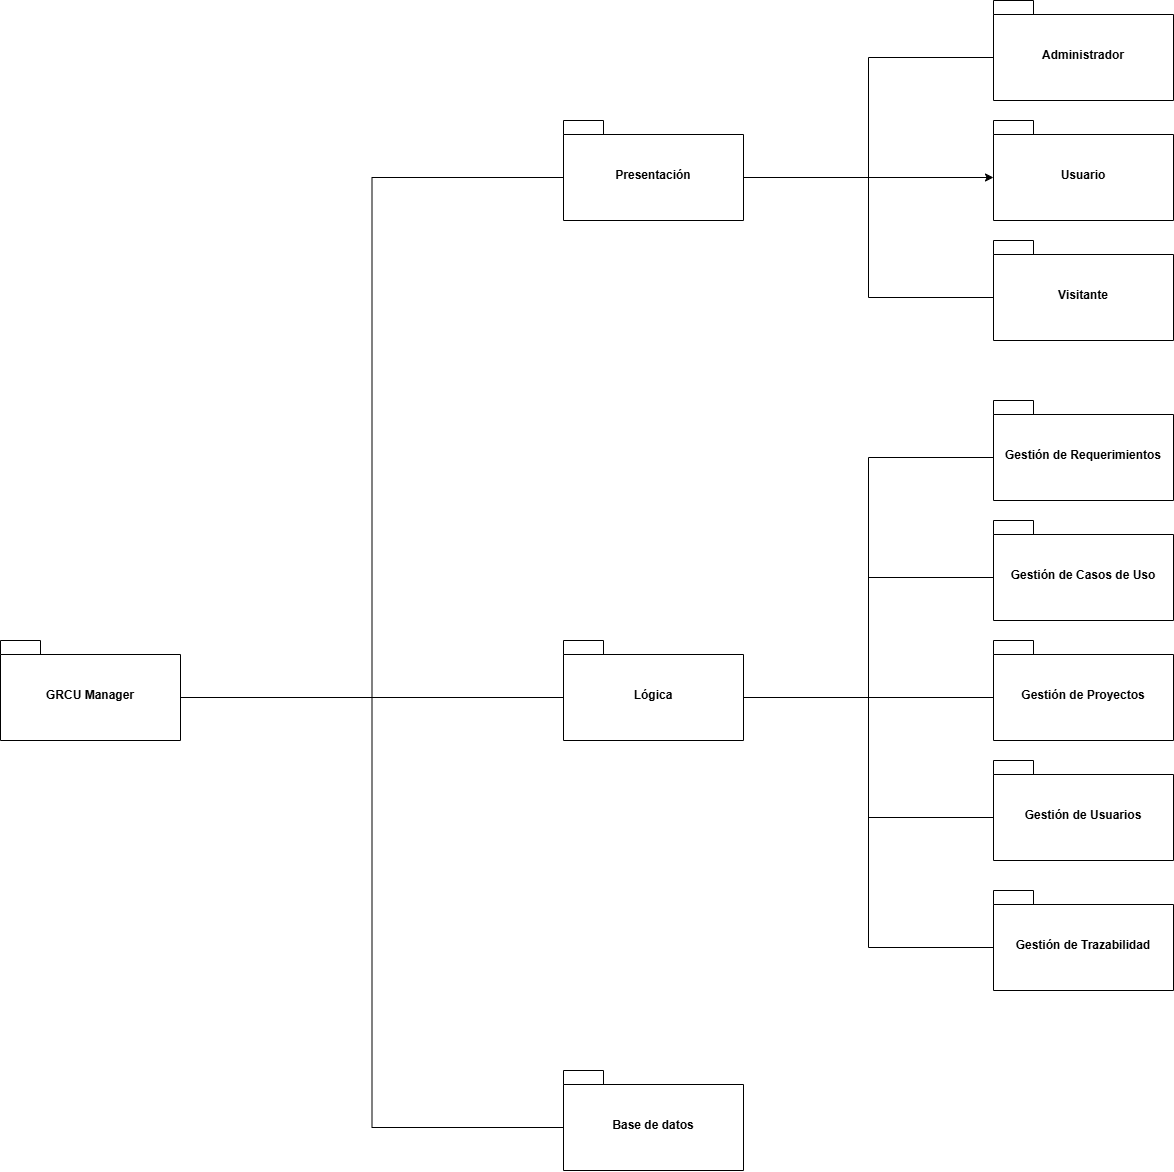 Administrador
Presentación
Usuario
Visitante
Gestión de Requerimientos
Gestión de Casos de Uso
GRCU Manager
Lógica
Gestión de Proyectos
Gestión de Usuarios
Gestión de Trazabilidad
Base de datos